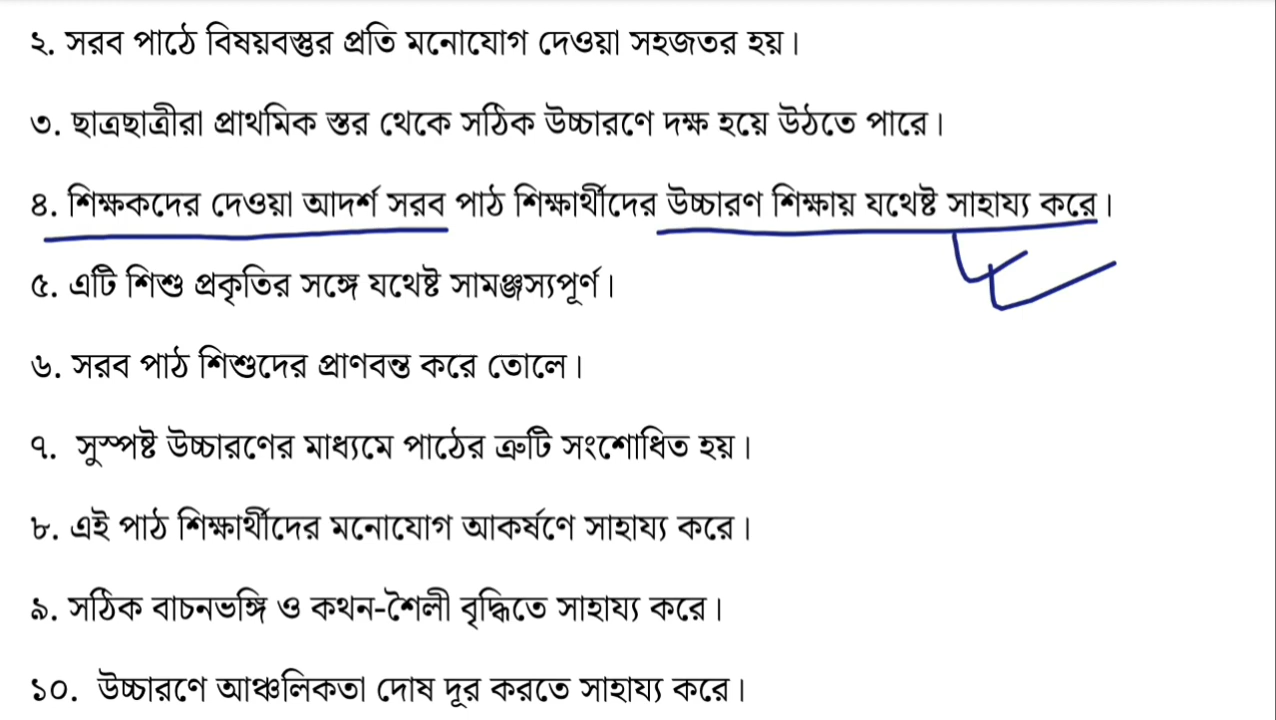 ২. সরব পাঠে বিষয়বস্তুর প্রতি মনোযোগ দেওয়া সহজতর হয়।
৩. ছাত্রছাত্রীরা প্রাথমিক স্তর থেকে সঠিক উচ্চারণে দক্ষ হয়ে উঠতে পারে।
৪. শিক্ষকদের দেওয়া আদর্শ সরব পাঠ শিক্ষার্থীদের উচ্চারণ শিক্ষায় যথেষ্ট সাহায্য করে।
৫. এটি শিশু প্রকৃতির সঙ্গে যথেষ্ট সামঞ্জস্যপূর্ণ।
৬. সরব পাঠ শিশুদের প্রাণবন্ত করে তোলে।
৭. সুস্পষ্ট উচ্চারণের মাধ্যমে পাঠের ত্রুটি সংশোধিত হয়।
৮. এই পাঠ শিক্ষার্থীদের মনোযোগ আকর্ষণে সাহায্য করে।
৯. সঠিক বাচনভঙ্গি ও কথন-শৈলী বৃদ্ধিতে সাহায্য করে।
১০. উচ্চারণে আঞ্চলিকতা দোষ দূর করতে সাহায্য করে।